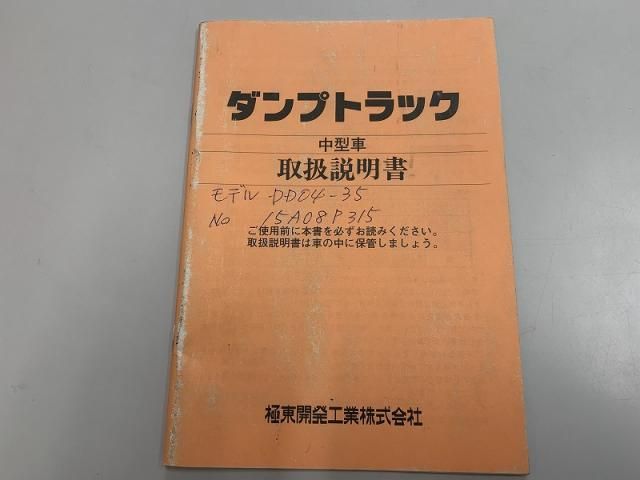 ダンプトラック
中型車
取扱説明書
モデル DD04-35
No 15A08P315
ご使用前に本書を必ずお読みください。
取扱説明書は車の中に保管しましょう。
極東開発工業株式会社